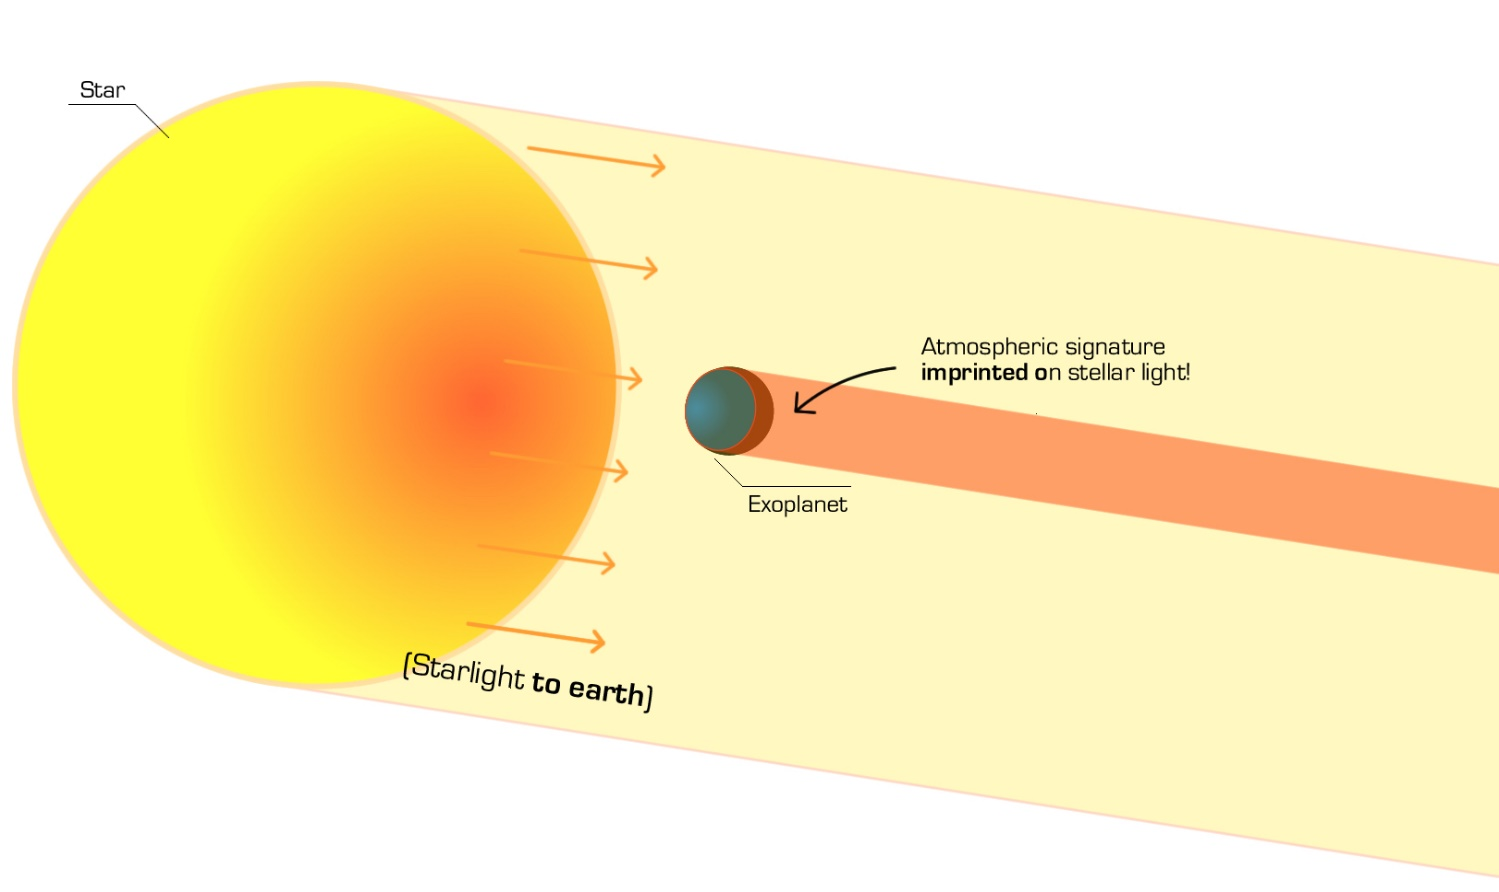 Star
Atmospheric signature
imprinted on stellar light!
Exoplanet
(Starlight to earth)